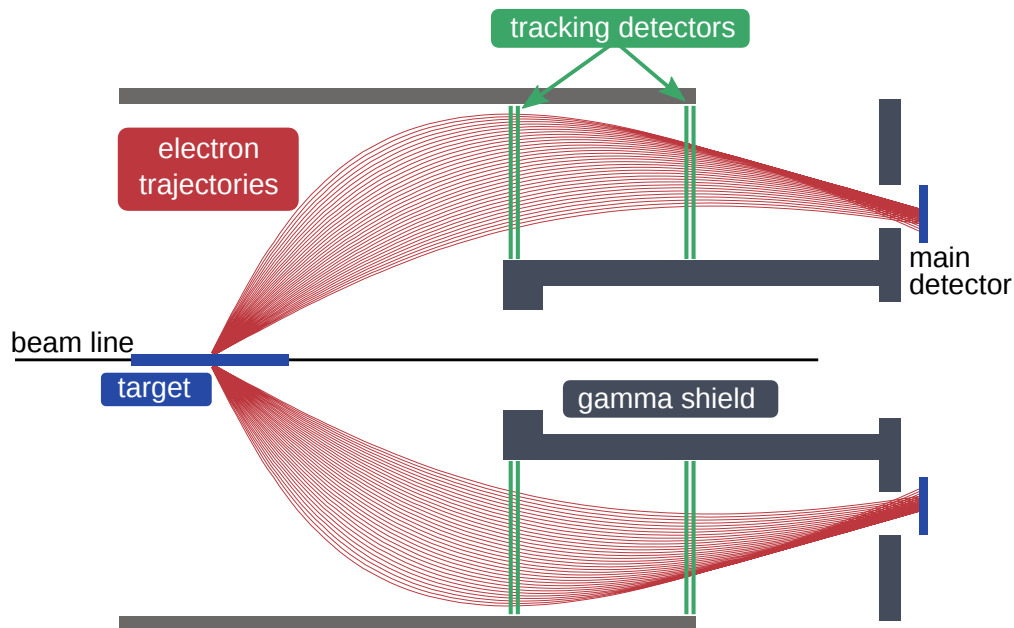 tracking detectors
electron
trajectories
main
detector
beam line
target
gamma shield